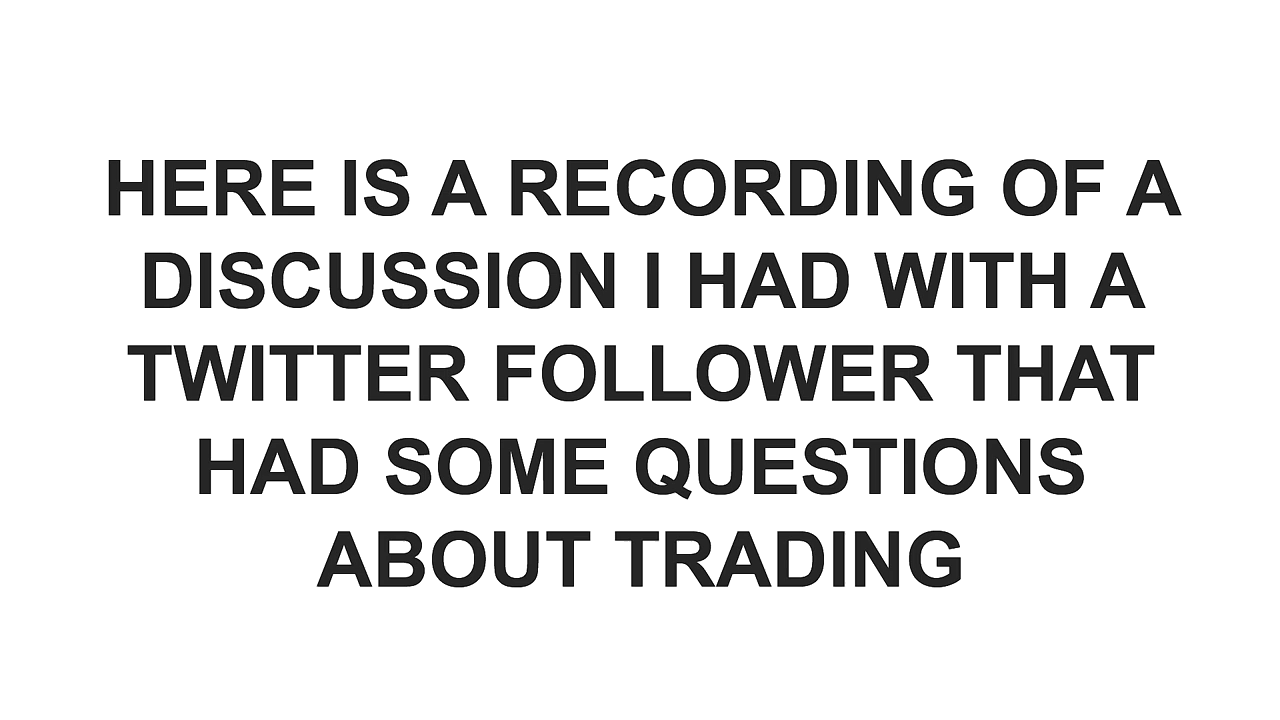 HERE IS A RECORDING OF A
DISCUSSION I HAD WITH A
TWITTER FOLLOWER THAT
HAD SOME QUESTIONS
ABOUT TRADING